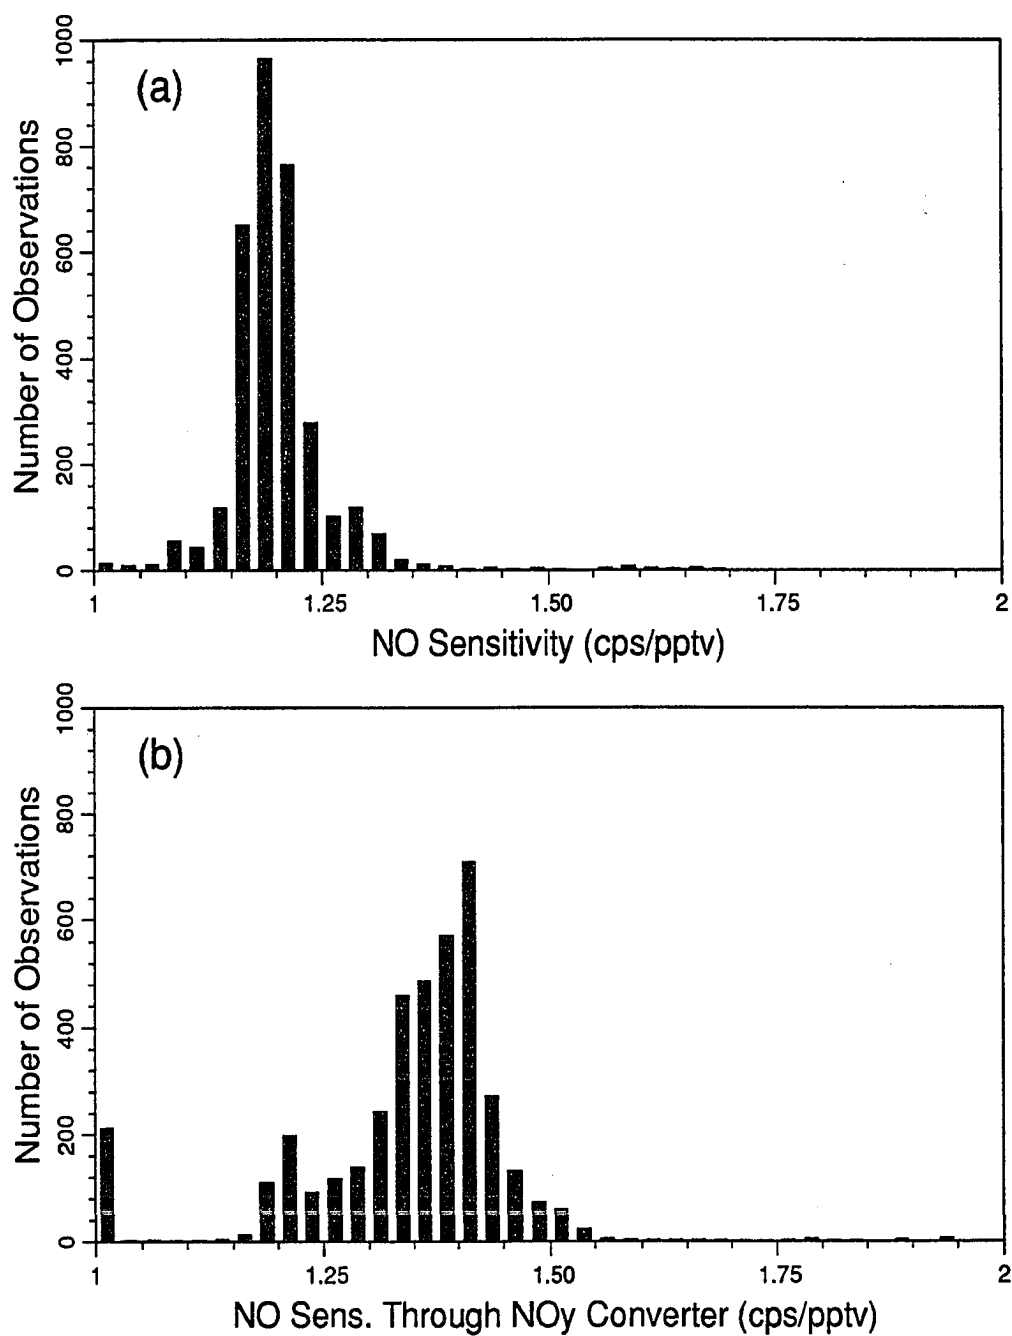 (a)
Number of Observations
1000
800
600
400
200
0
1 1.25 1.50 1.75 2
NO Sensitivity (cps/pptv)
(b)
Number of Observations
1000
800
600
400
200
0
1 1.25 1.50 1.75 2
NO Sens. Through NOy Converter (cps/pptv)